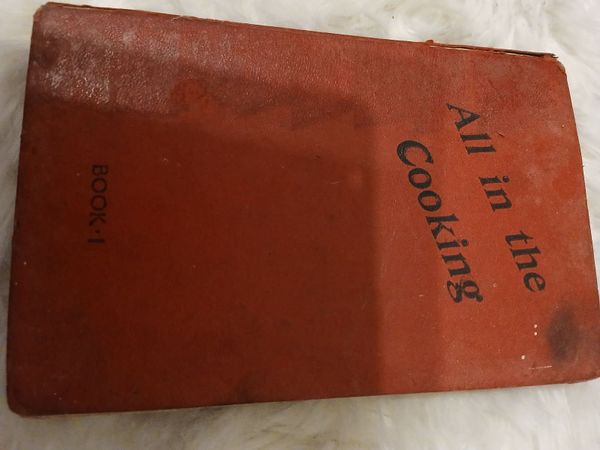 All in the
Cooking
BOOK·I